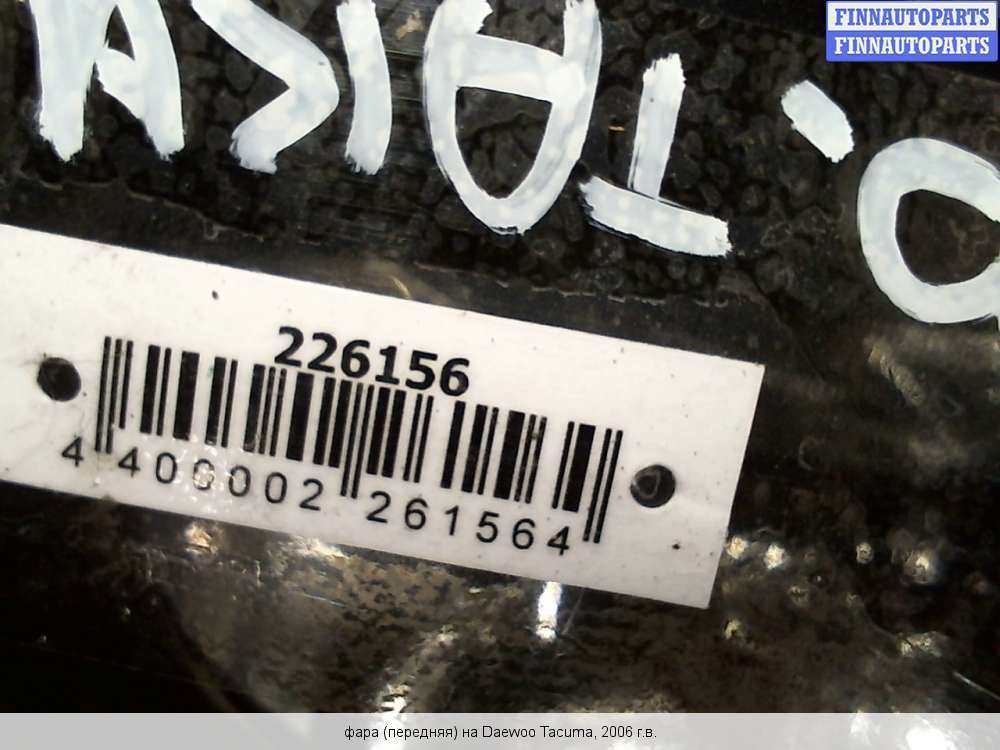 FINNAUTOPARTS
FINNAUTOPARTS
226156
4 400002 261564
фара (передняя) на Daewoo Tacuma, 2006 г.в.